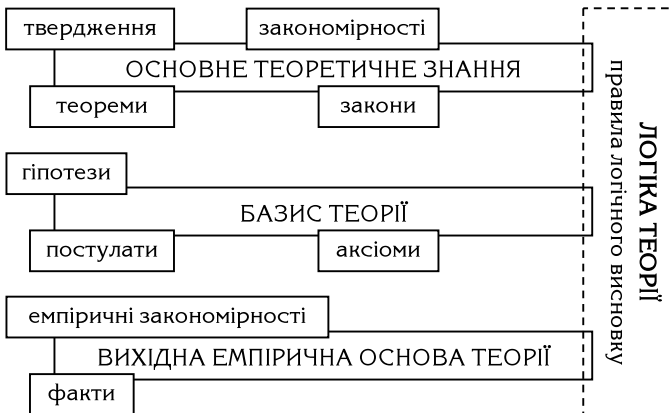 твердження
закономірності
ОСНОВНЕ ТЕОРЕТИЧНЕ ЗНАННЯ
теореми
закони
гіпотези
БАЗИС ТЕОРІЇ
постулати
аксіоми
емпіричні закономірності
ВИХІДНА ЕМПІРИЧНА ОСНОВА ТЕОРІЇ
факти
ЛОГІКА ТЕОРІЇ
правила логічного висновку